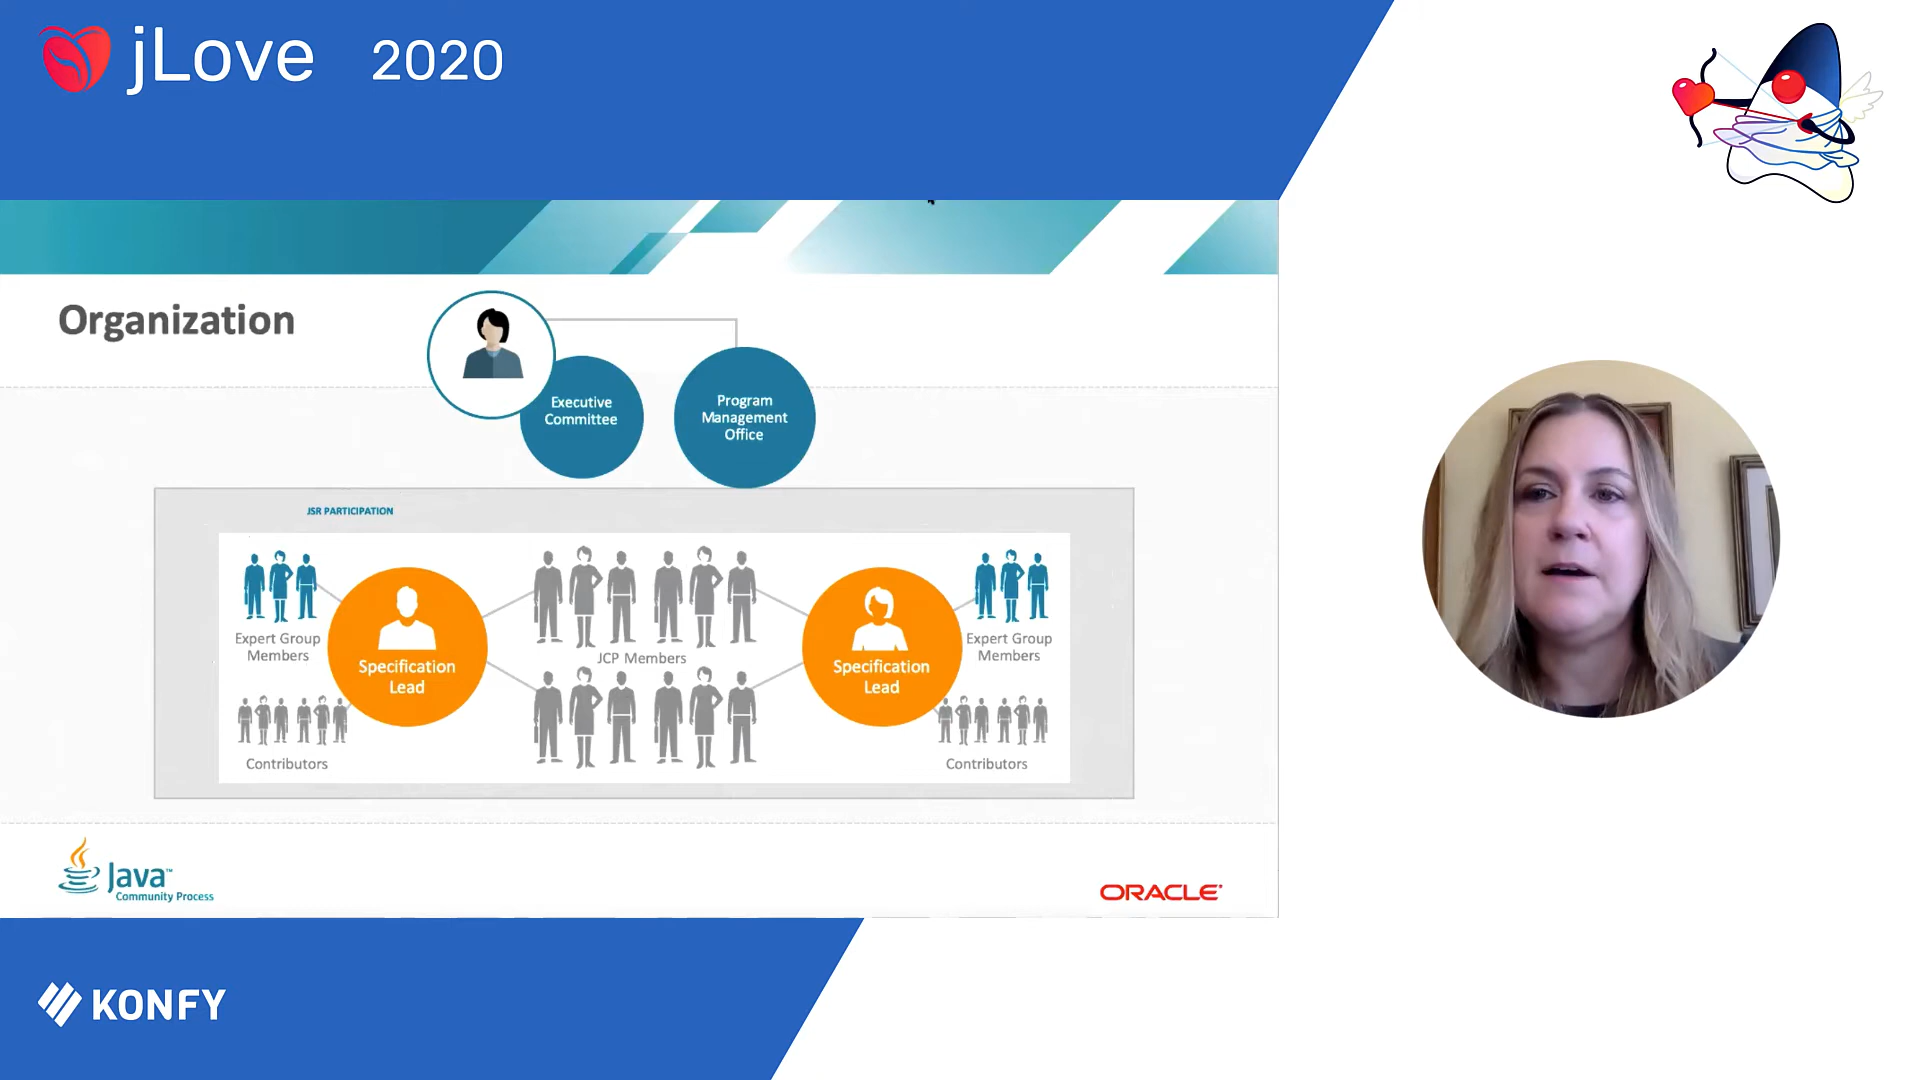 jLove 2020
Organization
Executive
Committee
Program
Management
Office
JSR PARTICIPATION
Expert Group
Members
Specification
Lead
Contributors
JCP Members
Specification
Lead
Expert Group
Members
Contributors
Java™
Community Process
ORACLE®
KONFY